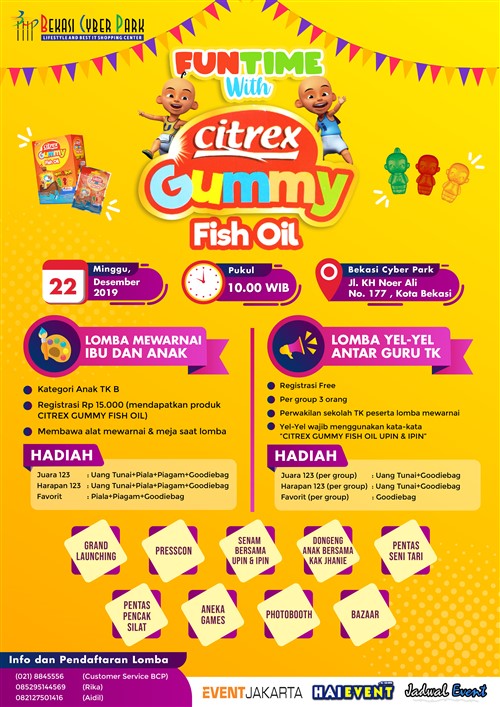 BEKASI CYBER PARK
LIFESTYLE AND BEST IT SHOPPING CENTER
FUNTIME
With
citrex
Gummy
Fish Oil
citrex
Gummy
Fish Oil
22
Minggu,
Desember
2019
Pukul
10.00 WIB
Bekasi Cyber Park
Jl. KH Noer Ali
No. 177 , Kota Bekasi
LOMBA MEWARNAI
IBU DAN ANAK
Kategori Anak TK B
Registrasi Rp 15.000 (mendapatkan produk
CITREX GUMMY FISH OIL)
Membawa alat mewarnai & meja saat lomba
HADIAH
Juara 123 : Uang Tunai+Piala+Piagam+Goodiebag
Harapan 123 : Uang Tunai+Piala+Piagam+Goodiebag
Favorit : Piala+Piagam+Goodiebag
LOMBA YEL-YEL
ANTAR GURU TK
Registrasi Free
Per group 3 orang
Perwakilan sekolah TK peserta lomba mewarnai
Yel-Yel wajib menggunakan kata-kata
"CITREX GUMMY FISH OIL UPIN & IPIN"
HADIAH
Juara 123 (per group) : Uang Tunai+Goodiebag
Harapan 123 (per group) : Uang Tunai+Goodiebag
Favorit (per group) : Goodiebag
GRAND
LAUNCHING
PRESSCON
SENAM
BERSAMA
UPIN & IPIN
DONGENG
ANAK BERSAMA
KAK JHANIE
PENTAS
SENI TARI
PENTAS
PENCAK
SILAT
ANEKA
GAMES
PHOTOBOOTH
BAZAAR
Info dan Pendaftaran Lomba
(021) 8845556 (Customer Service BCP)
085295144569 (Rika)
082127501416 (Aidil)
EVENTJAKARTA
HAIEVENT
Jadwal Event